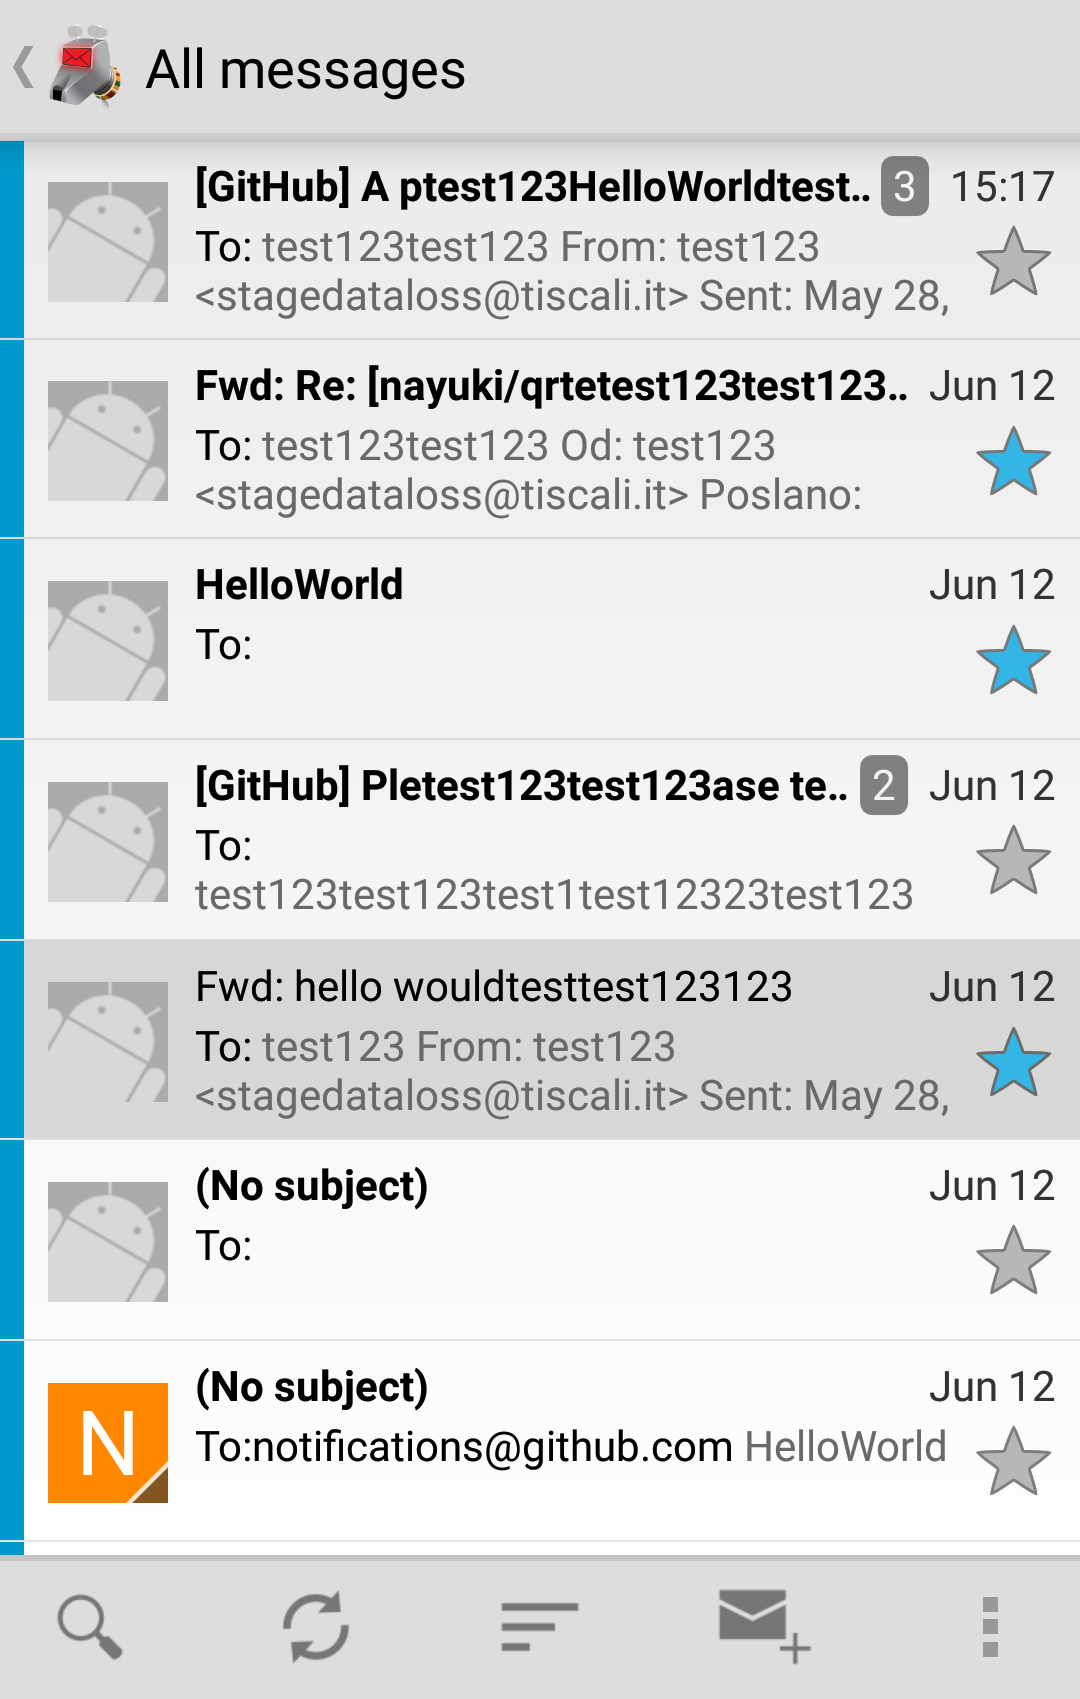 All messages
[GitHub] A ptest123HelloWorldtest.. 3 15:17
To: test123test123 From: test123
<stagedataloss@tiscali.it> Sent: May 28,
Fwd: Re: [nayuki/qrtetest123test123.. Jun 12
To: test123test123 Od: test123
<stagedataloss@tiscali.it> Poslano:
HelloWorld Jun 12
To:
[GitHub] Pletest123test123ase te.. 2 Jun 12
To:
test123test123test1test12323test123
Fwd: hello wouldtesttest123123 Jun 12
To: test123 From: test123
<stagedataloss@tiscali.it> Sent: May 28,
(No subject) Jun 12
To:
(No subject) Jun 12
N To:notifications@github.com HelloWorld